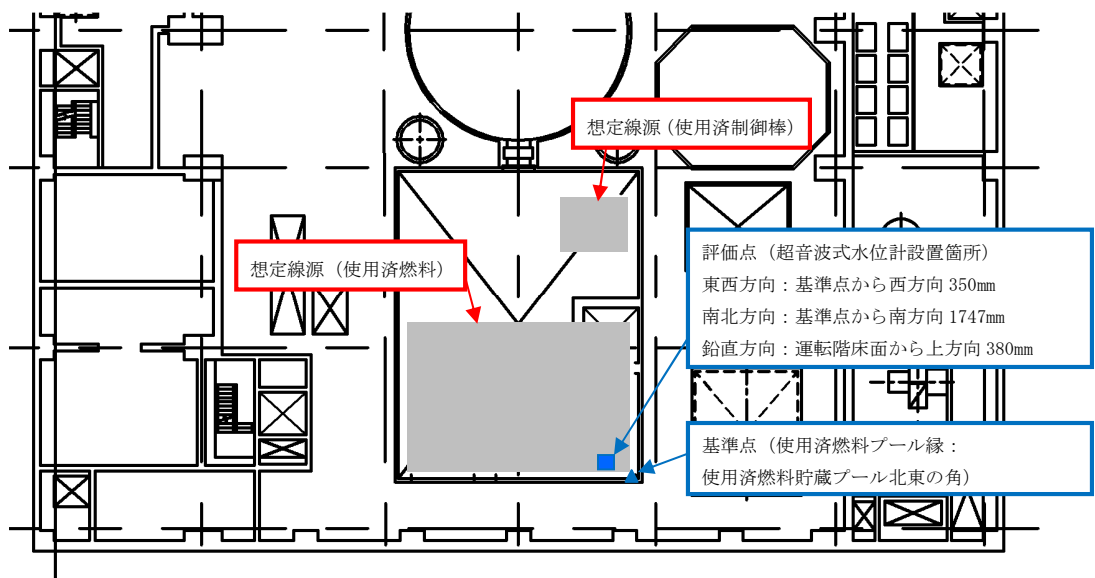 想定線源(使用済制御棒)
想定線源 (使用済燃料)
評価点 (超音波式水位計設置箇所)
東西方向:基準点から西方向 350mm
南北方向:基準点から南方向 1747mm
鉛直方向:運転階床面から上方向 380mm
基準点 (使用済燃料プール縁:
使用済燃料貯蔵プール北東の角)